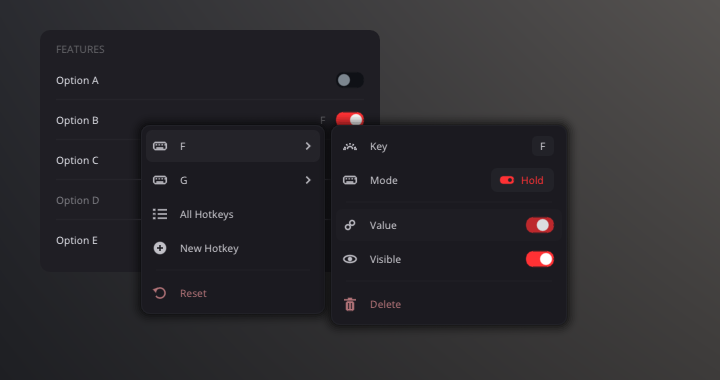 FEATURES
Option A
Option B
F
Option C
Option D
Option E
F
G
All Hotkeys
New Hotkey
Reset
Key
F
Mode
Hold
Value
Visible
Delete